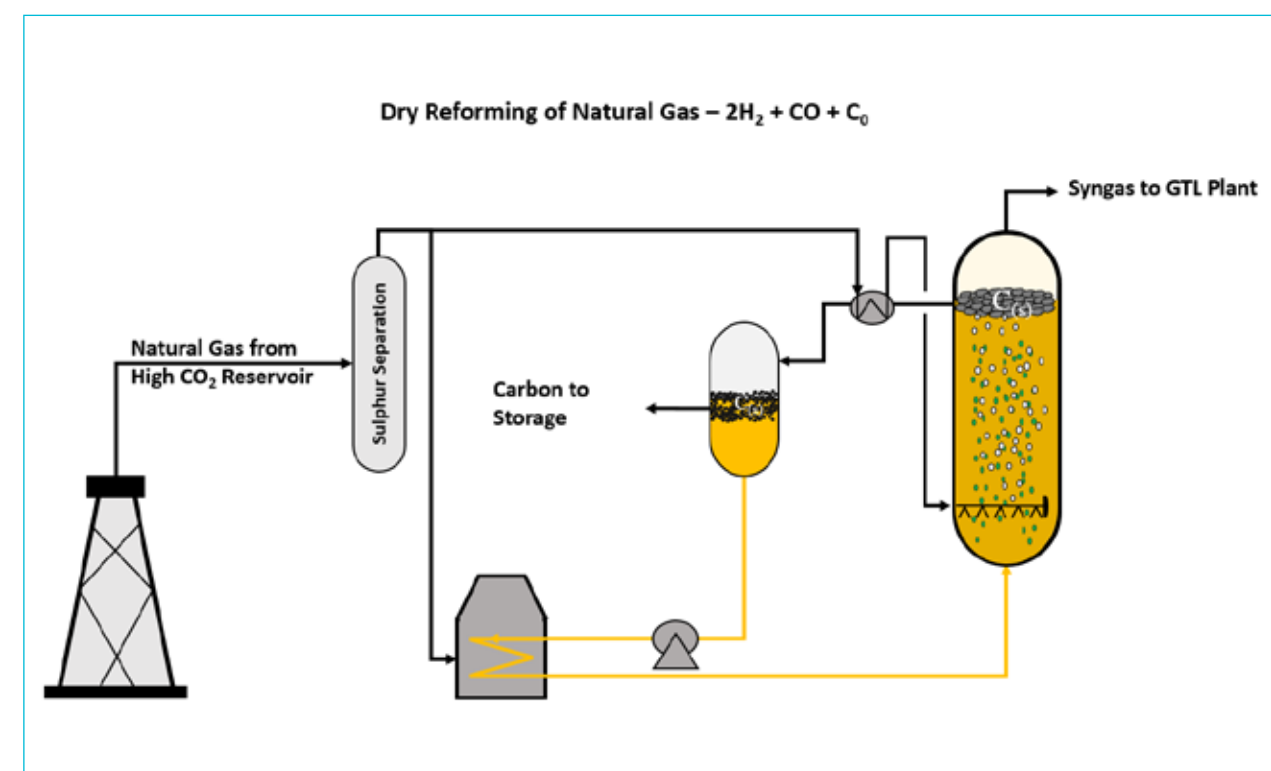 Dry Reforming of Natural Gas – 2H₂ + CO + C₀
Syngas to GTL Plant
Sulphur Separation
Natural Gas from
High CO₂ Reservoir
C(s)
Carbon to
Storage
C(s)